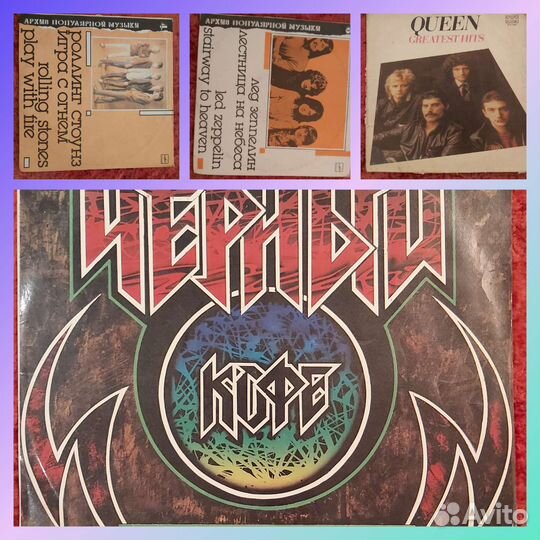 АРХИВ ПОПУЛЯРНОЙ МУЗЫКИ
роллинг стоунз
игра с огнем
rolling stones
play with fire
АРХИВ ПОПУЛЯРНОЙ МУЗЫКИ
лед зеппелин
лестница на небеса
led zeppelin
stairway to heaven
QUEEN
GREATEST HITS
ЧЕРНЫЙ
КОФЕ
Avito